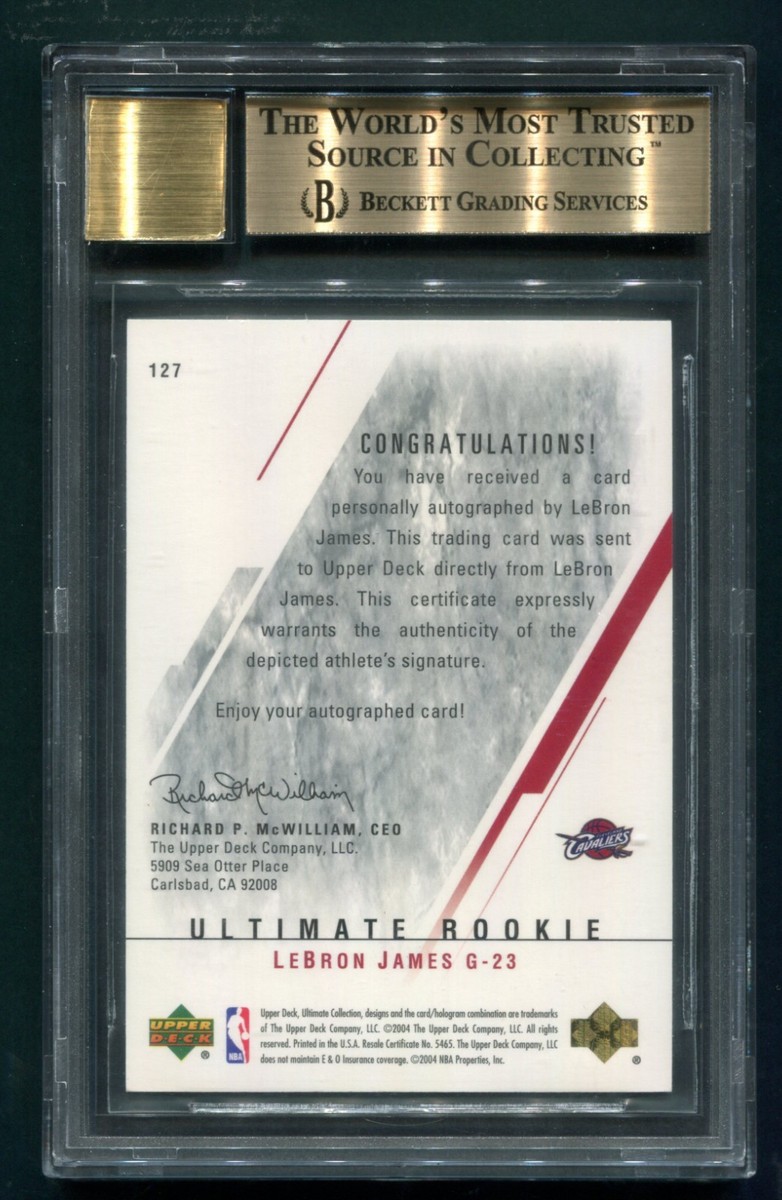 THE WORLD'S MOST TRUSTED
SOURCE IN COLLECTING™
B BECKETT GRADING SERVICES
127
CONGRATULATIONS!
You have received a card
personally autographed by LeBron
James. This trading card was sent
to Upper Deck directly from LeBron
James. This certificate expressly
warrants the authenticity of the
depicted athlete's signature.
Enjoy your autographed card!
Richard McWilliam
RICHARD P. McWILLIAM, CEO
The Upper Deck Company, LLC.
5909 Sea Otter Place
Carlsbad, CA 92008
CAVALIERS
ULTIMATE ROOKIE
LEBRON JAMES G-23
UPPER
DECK
®
NBA
Upper Deck, Ultimate Collection, designs and the card/hologram combination are trademarks
of The Upper Deck Company, LLC. ©2004 The Upper Deck Company, LLC. All rights
reserved. Printed in the U.S.A. Resale Certificate No. 5465. The Upper Deck Company, LLC
does not maintain E & O Insurance coverage. ©2004 NBA Properties, Inc.
®